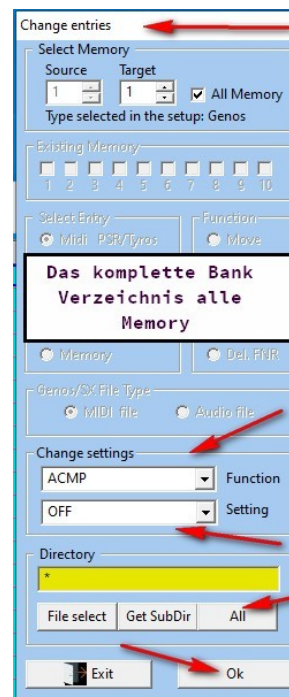 Change entries
Select Memory
Source Target
1 1 All Memory
Type selected in the setup: Genos
Existing Memory
1 2 3 4 5 6 7 8 9 10
Select Entry Function
Midi PSR/Tyros Move
Das komplette Bank
Verzeichnis alle
Memory
Memory Del. FNR
Genos/SX File Type
MIDI file Audio file
Change settings
ACMP Function
OFF Setting
Directory
*
File select Get SubDir All
Exit Ok